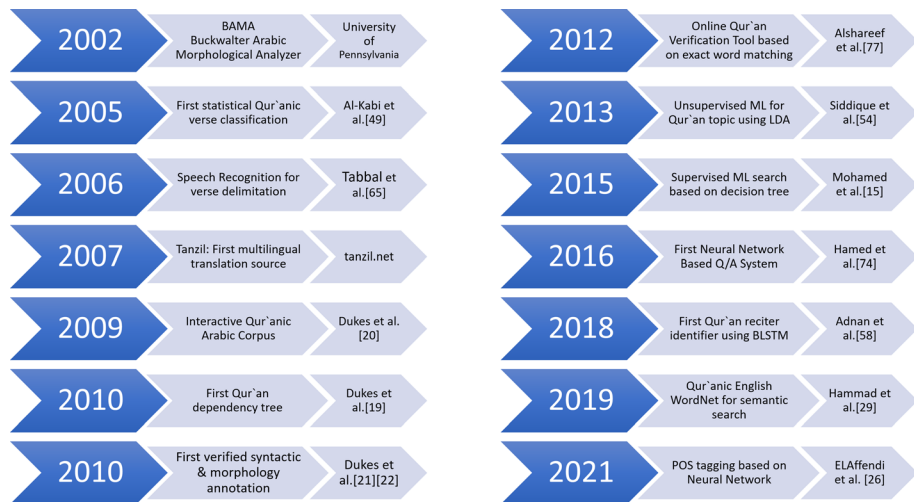 2002
BAMA
Buckwalter Arabic
Morphological Analyzer
University
of
Pennsylvania
2005
First statistical Qur`anic
verse classification
Al-Kabi et
al.[49]
2006
Speech Recognition for
verse delimitation
Tabbal et
al.[65]
2007
Tanzil: First multilingual
translation source
tanzil.net
2009
Interactive Qur`anic
Arabic Corpus
Dukes et al.
[20]
2010
First Qur`an
dependency tree
Dukes et
al.[19]
2010
First verified syntactic
& morphology
annotation
Dukes et
al.[21][22]
2012
Online Qur`an
Verification Tool based
on exact word matching
Alshareef
et al.[77]
2013
Unsupervised ML for
Qur`an topic using LDA
Siddique et
al.[54]
2015
Supervised ML search
based on decision tree
Mohamed
et al.[15]
2016
First Neural Network
Based Q/A System
Hamed et
al.[74]
2018
First Qur`an reciter
identifier using BLSTM
Adnan et
al.[58]
2019
Qur`anic English
WordNet for semantic
search
Hammad et
al.[29]
2021
POS tagging based on
Neural Network
ELAffendi
et al. [26]